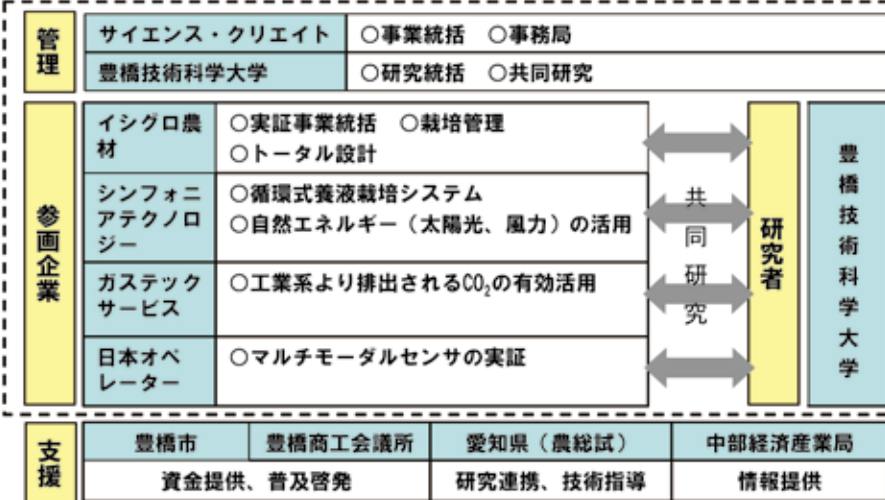 管理
サイエンス・クリエイト
○事業統括 ○事務局
豊橋技術科学大学
○研究統括 ○共同研究
参画企業
イシグロ農
材
○実証事業統括 ○栽培管理
○トータル設計
シンフォニ
アテクノロ
ジー
○循環式養液栽培システム
○自然エネルギー（太陽光、風力）の活用
ガステック
サービス
○工業系より排出されるCO₂の有効活用
日本オペ
レーター
○マルチモーダルセンサの実証
共同研究
研究者
豊橋技術科学大学
支援
豊橋市
豊橋商工会議所
愛知県（農総試）
中部経済産業局
資金提供、普及啓発
研究連携、技術指導
情報提供